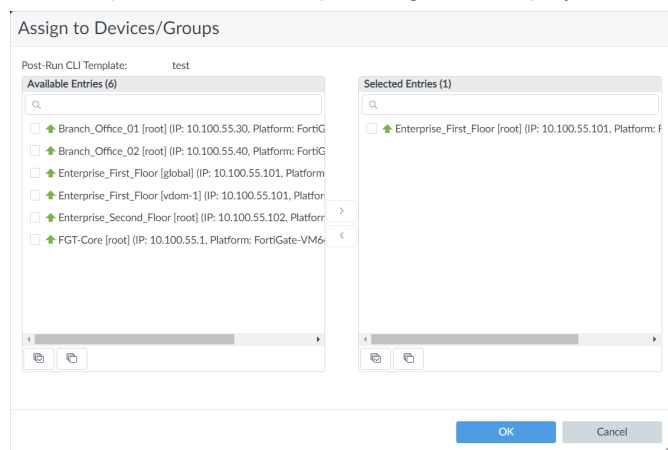 Assign to Devices/Groups
Post-Run CLI Template: test
Available Entries (6)
Branch_Office_01 [root] (IP: 10.100.55.30, Platform: FortiG
Branch_Office_02 [root] (IP: 10.100.55.40, Platform: FortiG
Enterprise_First_Floor [global] (IP: 10.100.55.101, Platform
Enterprise_First_Floor [vdom-1] (IP: 10.100.55.101, Platfor
Enterprise_Second_Floor [root] (IP: 10.100.55.102, Platforr
FGT-Core [root] (IP: 10.100.55.1, Platform: FortiGate-VM64
Selected Entries (1)
Enterprise_First_Floor [root] (IP: 10.100.55.101, Platform: F
OK
Cancel